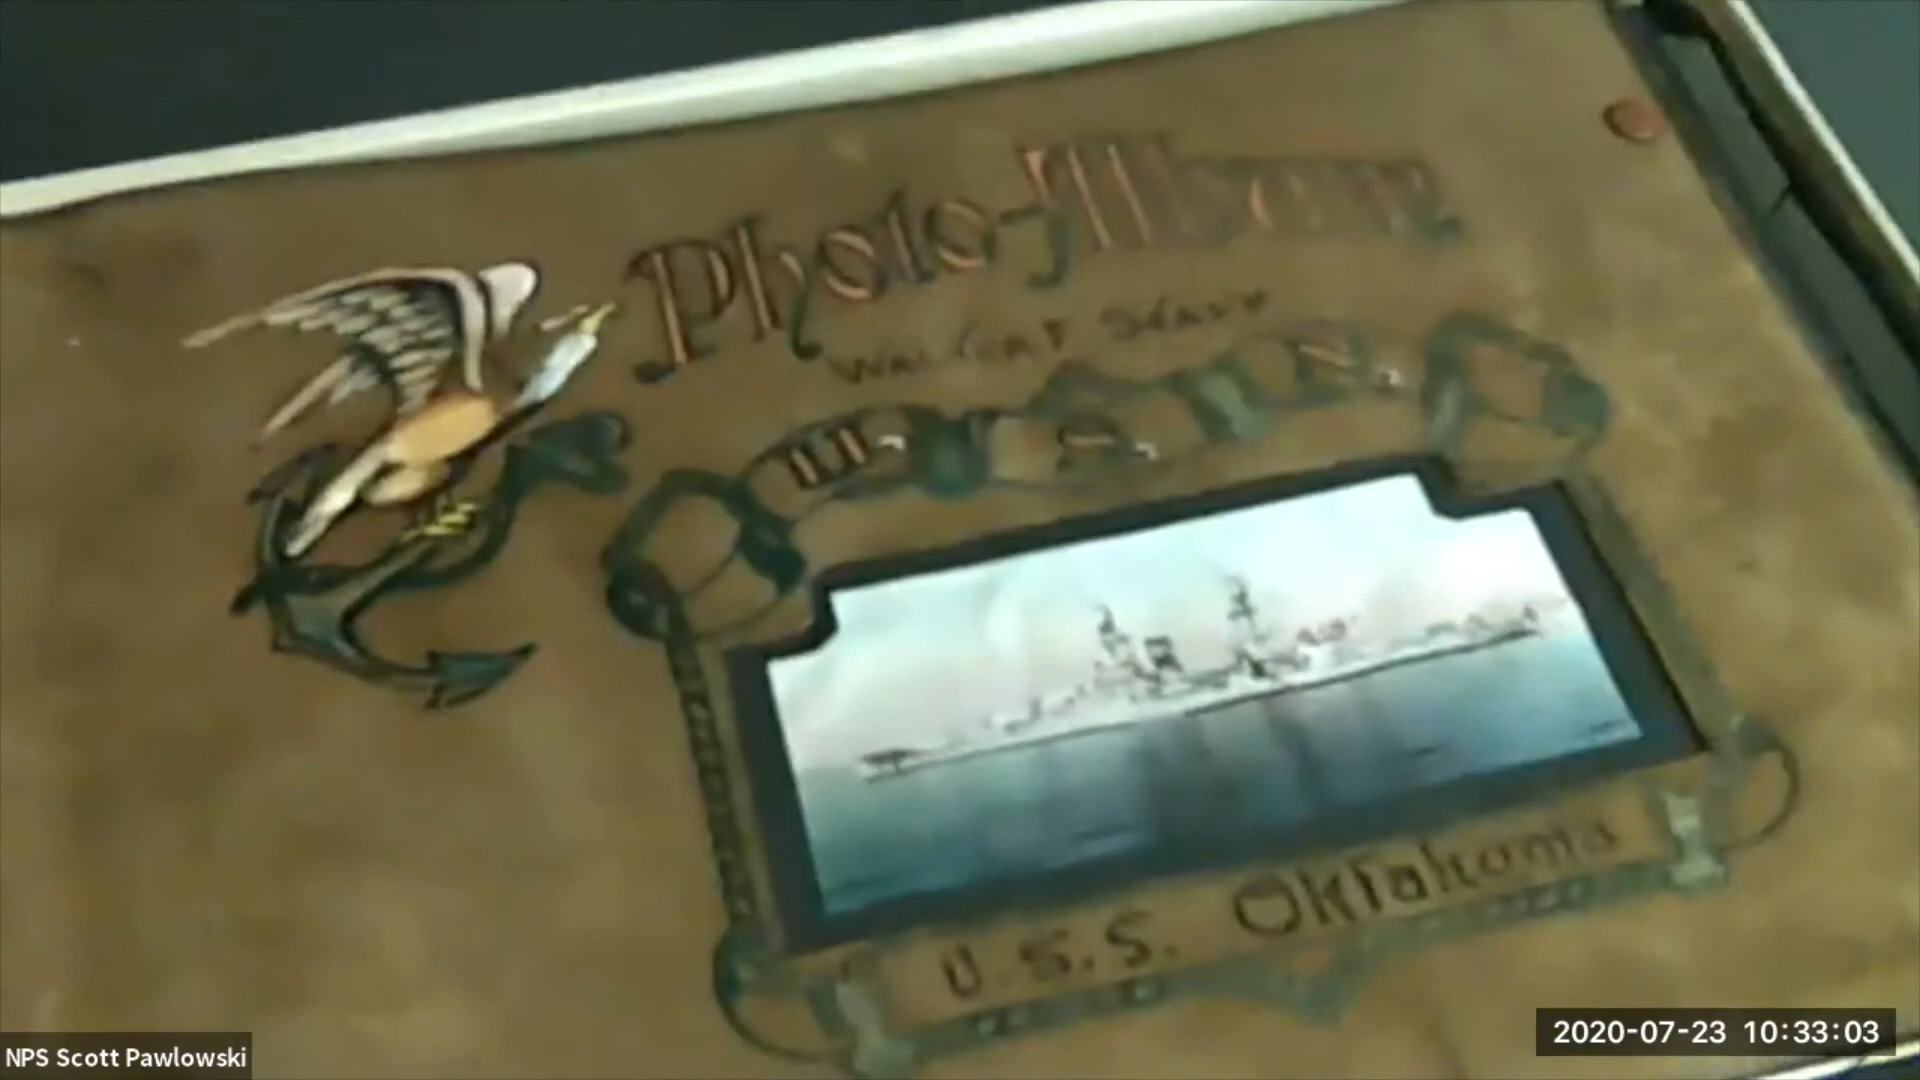 Photo-Album
U. S. N.
U.S.S. Oklahoma
NPS Scott Pawlowski
2020-07-23 10:33:03